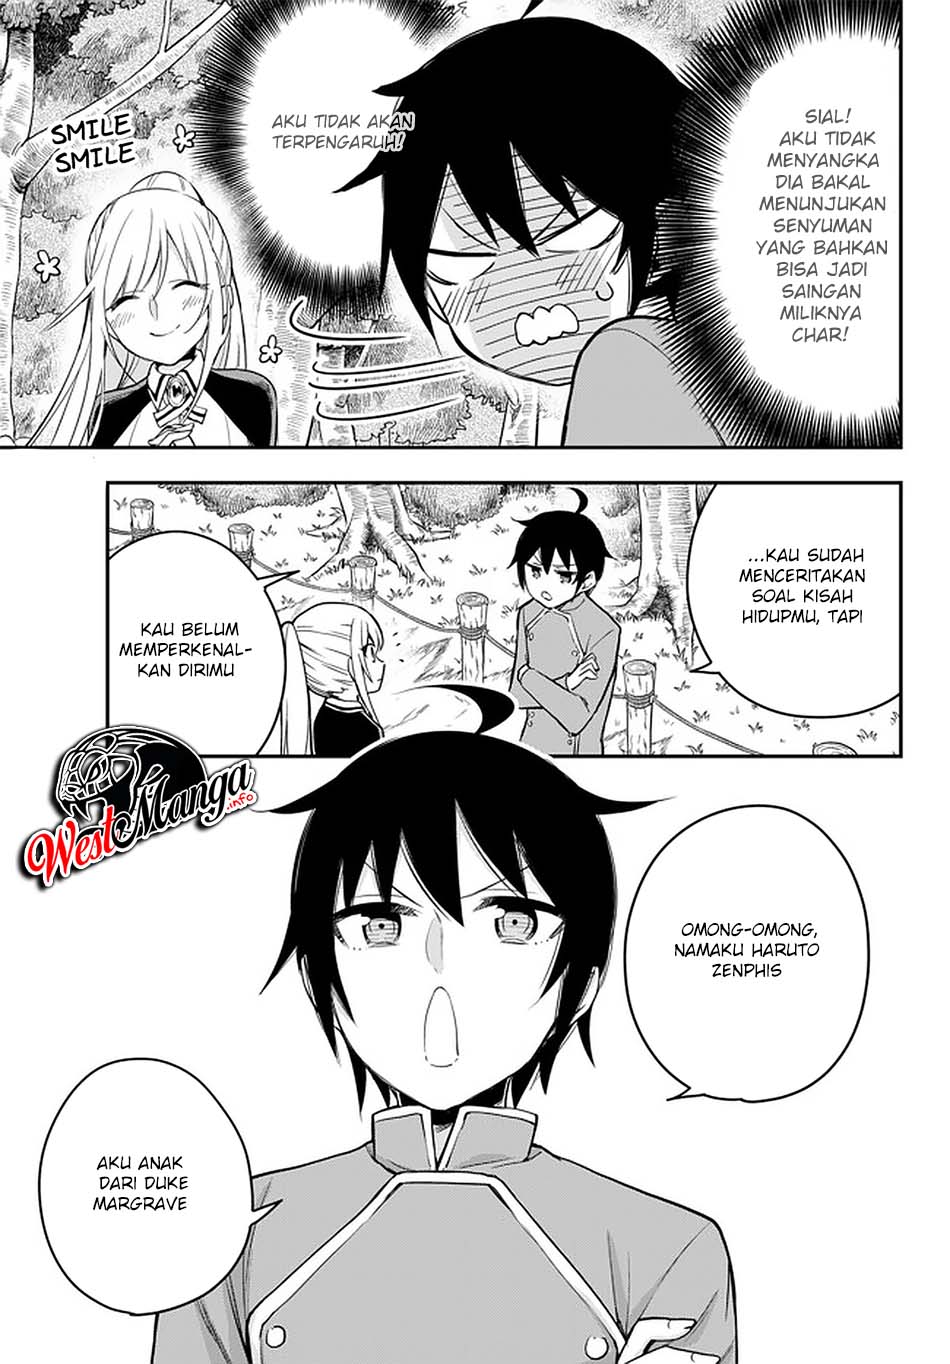 SIAL!
AKU TIDAK
MENYANGKA
DIA BAKAL
MENUNJUKAN
SENYUMAN
YANG BAHKAN
BISA JADI
SAINGAN
MILIKNYA
CHAR!
AKU TIDAK AKAN
TERPENGARUH!
SMILE
SMILE
...KAU SUDAH
MENCERITAKAN
SOAL KISAH
HIDUPMU, TAPI
KAU BELUM
MEMPERKENAL-
KAN DIRIMU
WestManga
.info
OMONG-OMONG,
NAMAKU HARUTO
ZENPHIS
AKU ANAK
DARI DUKE
MARGRAVE